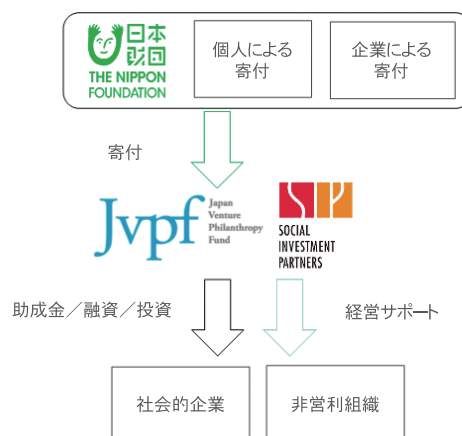 日本
財団
THE NIPPON
FOUNDATION
個人による
寄付
企業による
寄付
寄付
Jvpf
Japan
Venture
Philanthropy
Fund
SIP
SOCIAL
INVESTMENT
PARTNERS
助成金／融資／投資
経営サポート
社会的企業
非営利組織